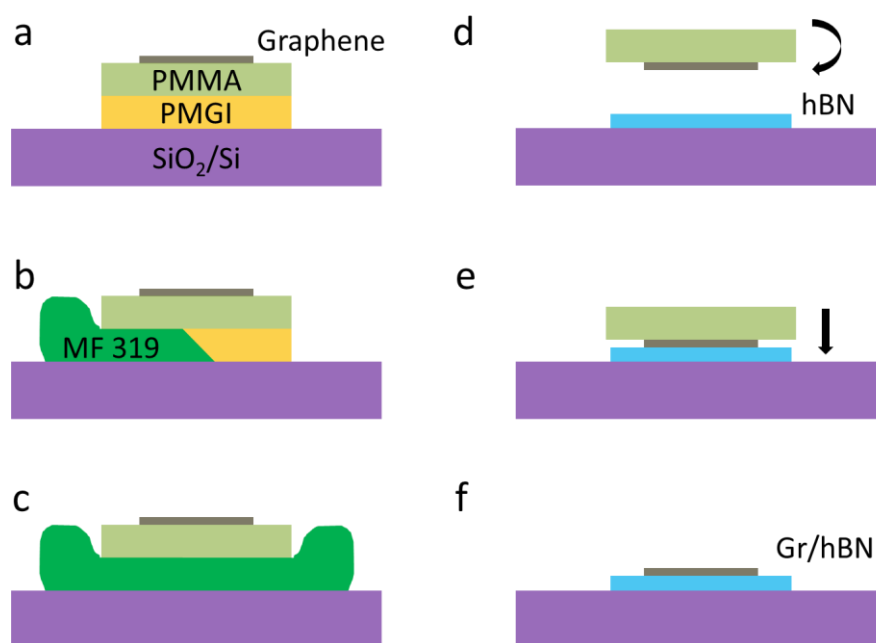 a
Graphene
PMMA
PMGI
SiO₂/Si
b
MF 319
c
d
hBN
e
f
Gr/hBN